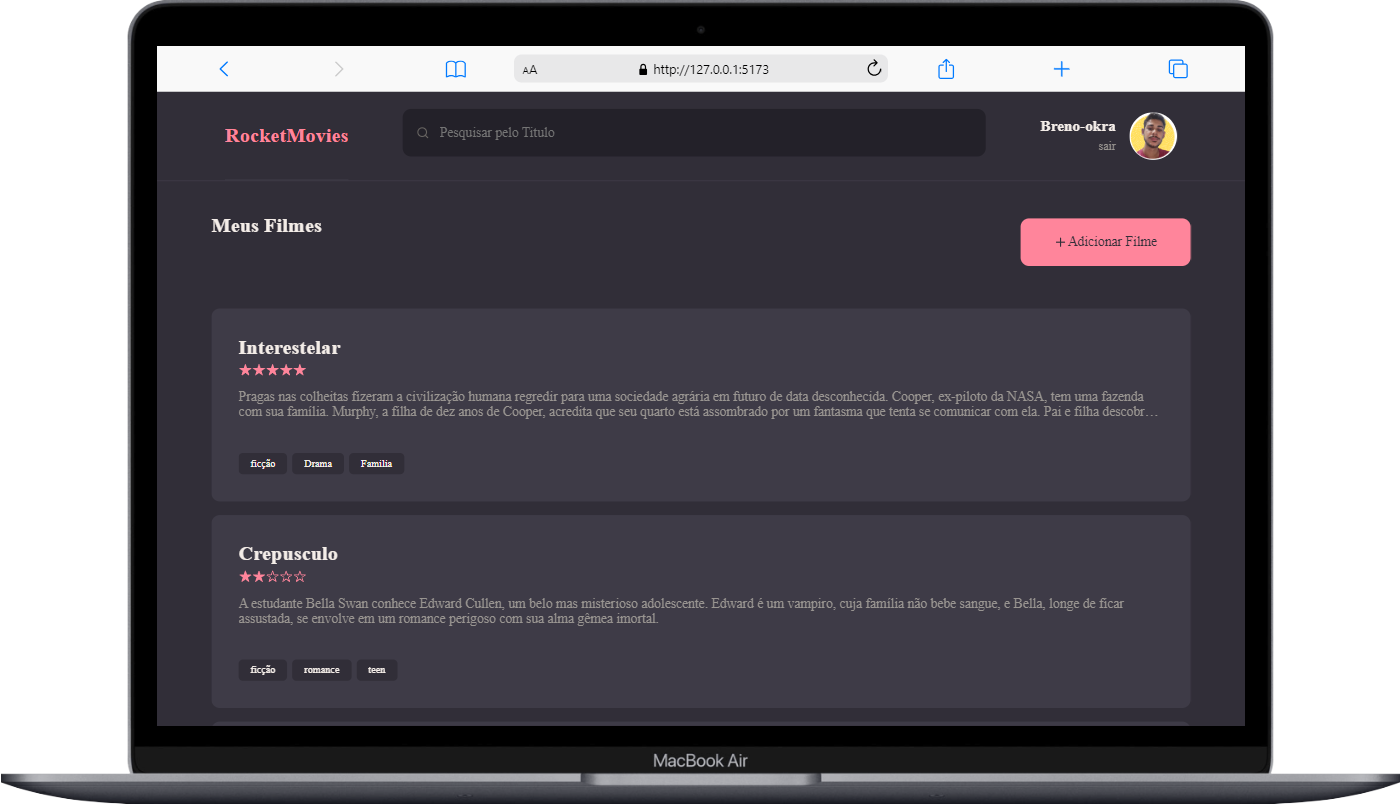 AA
http://127.0.0.1:5173
RocketMovies
Pesquisar pelo Titulo
Breno-okra
sair
Meus Filmes
+ Adicionar Filme
Interestelar
★★★★★
Pragas nas colheitas fizeram a civilização humana regredir para uma sociedade agrária em futuro de data desconhecida. Cooper, ex-piloto da NASA, tem uma fazenda
com sua família. Murphy, a filha de dez anos de Cooper, acredita que seu quarto está assombrado por um fantasma que tenta se comunicar com ela. Pai e filha descobr…
ficção Drama Familia
Crepusculo
★★☆☆☆
A estudante Bella Swan conhece Edward Cullen, um belo mas misterioso adolescente. Edward é um vampiro, cuja família não bebe sangue, e Bella, longe de ficar
assustada, se envolve em um romance perigoso com sua alma gêmea imortal.
ficção romance teen
MacBook Air